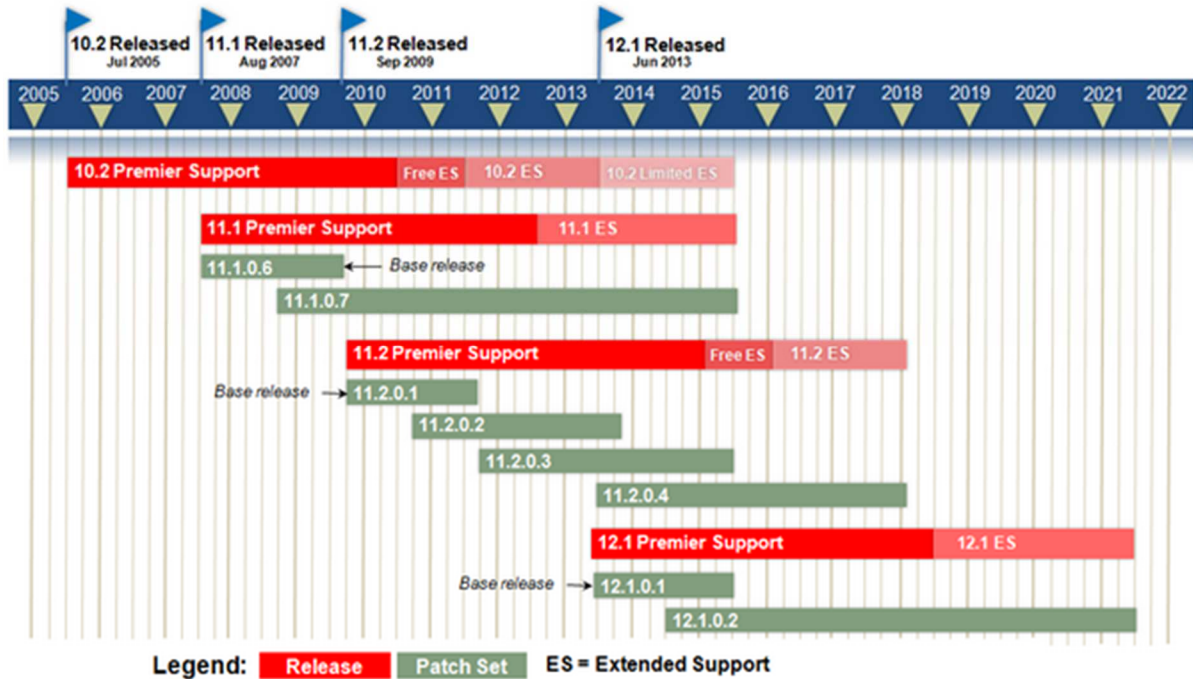 10.2 Released
Jul 2005
11.1 Released
Aug 2007
11.2 Released
Sep 2009
12.1 Released
Jun 2013
2005 2006 2007 2008 2009 2010 2011 2012 2013 2014 2015 2016 2017 2018 2019 2020 2021 2022
10.2 Premier Support Free ES 10.2 ES 10.2 Limited ES
11.1 Premier Support 11.1 ES
11.1.0.6 Base release
11.1.0.7
11.2 Premier Support Free ES 11.2 ES
Base release 11.2.0.1
11.2.0.2
11.2.0.3
11.2.0.4
12.1 Premier Support 12.1 ES
Base release 12.1.0.1
12.1.0.2
Legend: Release Patch Set ES = Extended Support